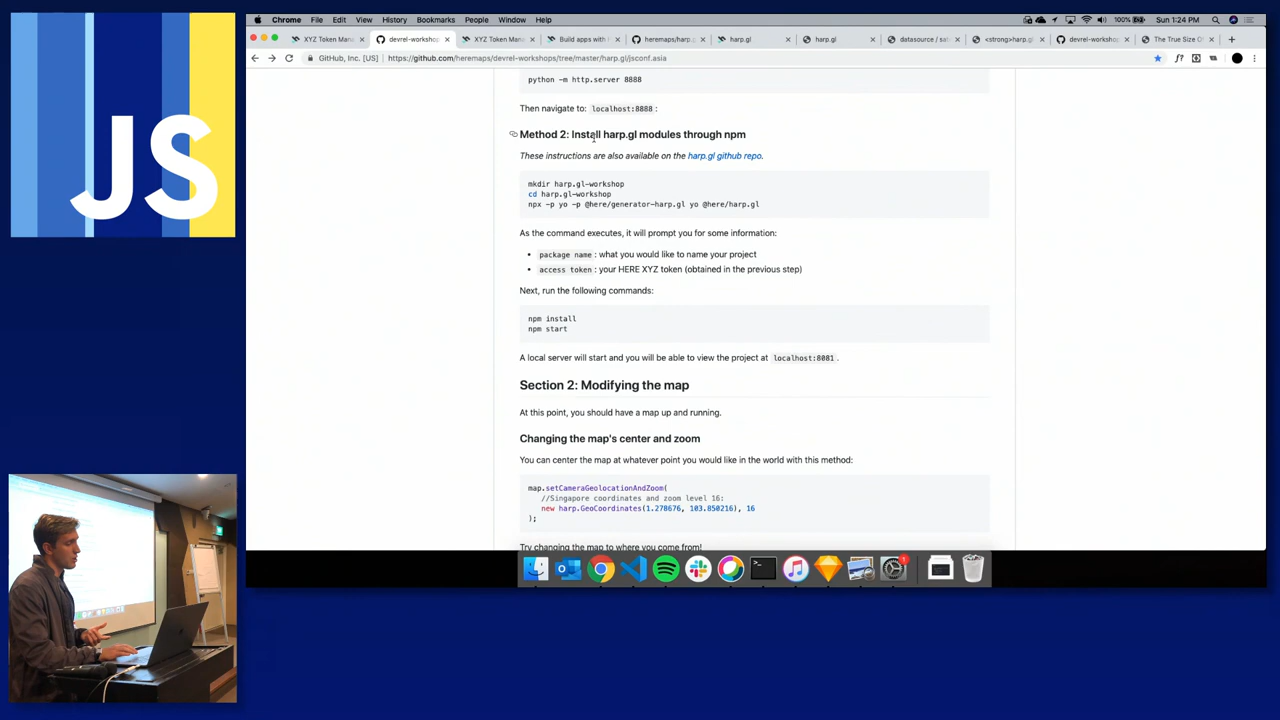 JS
Chrome File Edit View History Bookmarks People Window Help
100% Sun 1:24 PM
XYZ Token Mana
devrel-workshop
XYZ Token Mana
Build apps with
heremaps/harp.g
harp.gl
harp.gl
datasource / sat
<strong>harp.gl
devrel-workshop
The True Size O
GitHub, Inc. [US] https://github.com/heremaps/devrel-workshops/tree/master/harp.gl/jsconf.asia
python -m http.server 8888
Then navigate to: localhost:8888 :
Method 2: Install harp.gl modules through npm
These instructions are also available on the harp.gl github repo.
mkdir harp.gl-workshop
cd harp.gl-workshop
npx -p yo -p @here/generator-harp.gl yo @here/harp.gl
As the command executes, it will prompt you for some information:
• package name : what you would like to name your project
• access token : your HERE XYZ token (obtained in the previous step)
Next, run the following commands:
npm install
npm start
A local server will start and you will be able to view the project at localhost:8081 .
Section 2: Modifying the map
At this point, you should have a map up and running.
Changing the map's center and zoom
You can center the map at whatever point you would like in the world with this method:
map.setCameraGeolocationAndZoom(
//Singapore coordinates and zoom level 16:
new harp.GeoCoordinates(1.278676, 103.850216), 16
);
Try changing the map to where you come from!